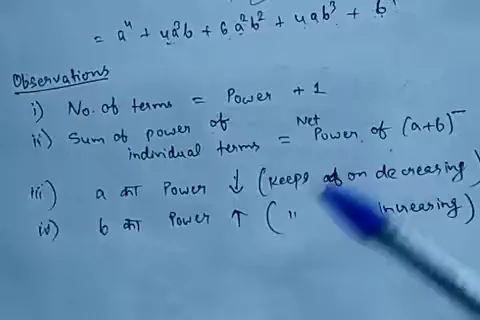 = a⁴ + 4a³b + 6a²b² + 4ab³ + b⁴
Observations
i) No. of terms = Power + 1
ii) Sum of power of
individual terms = Net Power of (a+b)
iii) a का Power ↓ (keeps on decreasing)
iv) b का Power ↑ ( " increasing)